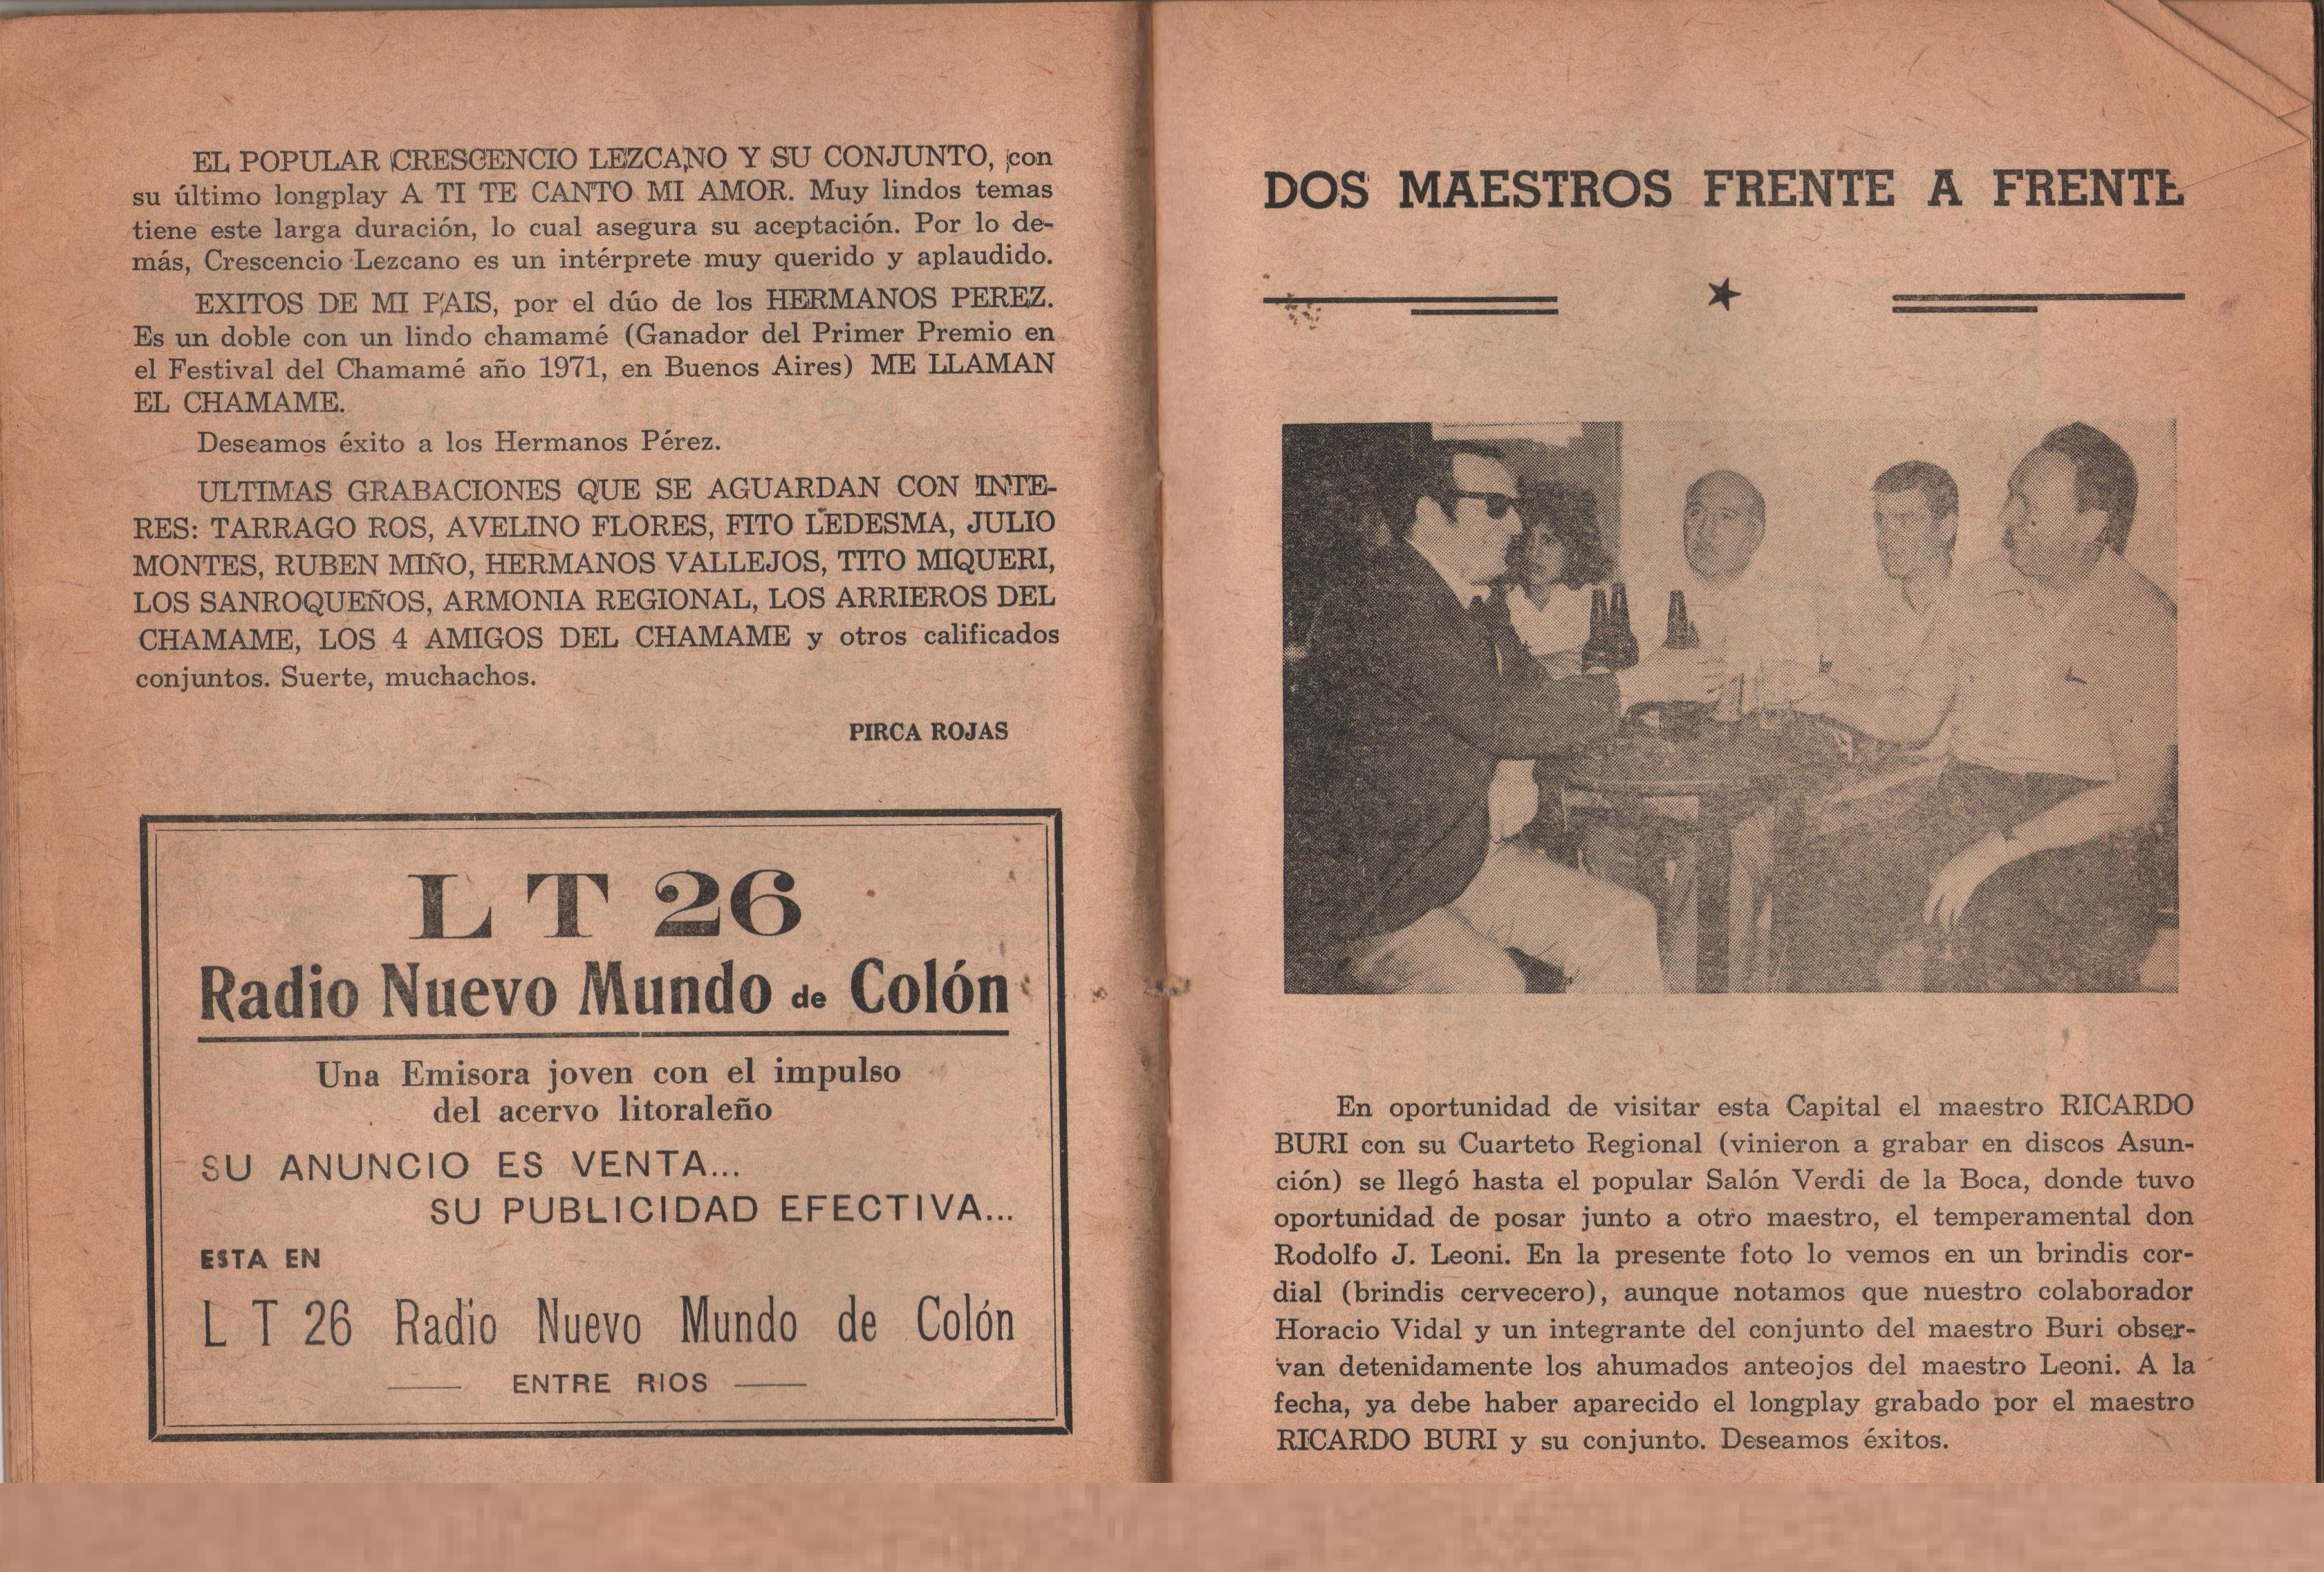 EL POPULAR CRESCENCIO LEZCANO Y SU CONJUNTO, con
su último longplay A TI TE CANTO MI AMOR. Muy lindos temas
tiene este larga duración, lo cual asegura su aceptación. Por lo de-
más, Crescencio Lezcano es un intérprete muy querido y aplaudido.
EXITOS DE MI PAIS, por el dúo de los HERMANOS PEREZ.
Es un doble con un lindo chamamé (Ganador del Primer Premio en
el Festival del Chamamé año 1971, en Buenos Aires) ME LLAMAN
EL CHAMAME.
Deseamos éxito a los Hermanos Pérez.
ULTIMAS GRABACIONES QUE SE AGUARDAN CON INTE-
RES: TARRAGO ROS, AVELINO FLORES, FITO LEDESMA, JULIO
MONTES, RUBEN MIÑO, HERMANOS VALLEJOS, TITO MIQUERI,
LOS SANROQUEÑOS, ARMONIA REGIONAL, LOS ARRIEROS DEL
CHAMAME, LOS 4 AMIGOS DEL CHAMAME y otros calificados
conjuntos. Suerte, muchachos.
PIRCA ROJAS
L T 26
Radio Nuevo Mundo de Colón
Una Emisora joven con el impulso
del acervo litoraleño
SU ANUNCIO ES VENTA...
SU PUBLICIDAD EFECTIVA...
ESTA EN
L T 26 Radio Nuevo Mundo de Colón
ENTRE RIOS
DOS MAESTROS FRENTE A FRENTE
En oportunidad de visitar esta Capital el maestro RICARDO
BURI con su Cuarteto Regional (vinieron a grabar en discos Asun-
ción) se llegó hasta el popular Salón Verdi de la Boca, donde tuvo
oportunidad de posar junto a otro maestro, el temperamental don
Rodolfo J. Leoni. En la presente foto lo vemos en un brindis cor-
dial (brindis cervecero), aunque notamos que nuestro colaborador
Horacio Vidal y un integrante del conjunto del maestro Buri obser-
van detenidamente los ahumados anteojos del maestro Leoni. A la
fecha, ya debe haber aparecido el longplay grabado por el maestro
RICARDO BURI y su conjunto. Deseamos éxitos.